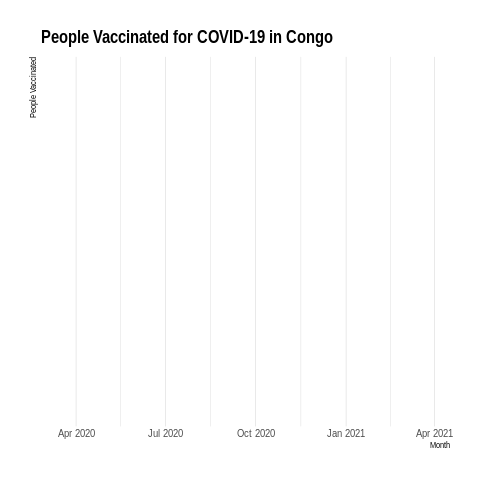 People Vaccinated for COVID-19 in Congo
People Vaccinated
Apr 2020 Jul 2020 Oct 2020 Jan 2021 Apr 2021
Month